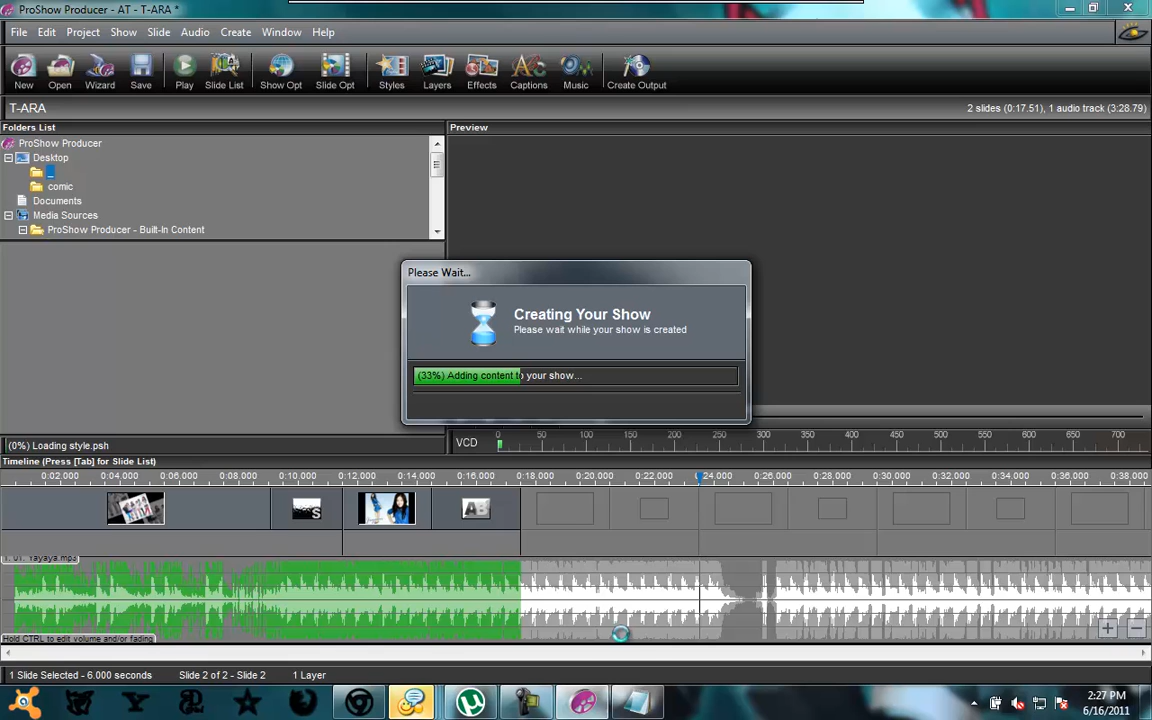 ProShow Producer - AT - T-ARA *
File Edit Project Show Slide Audio Create Window Help
New Open Wizard Save Play Slide List Show Opt Slide Opt Styles Layers Effects Captions Music Create Output
T-ARA 2 slides (0:17.51), 1 audio track (3:28.79)
Folders List Preview
ProShow Producer
Desktop
comic
Documents
Media Sources
ProShow Producer - Built-In Content
Please Wait...
Creating Your Show
Please wait while your show is created
(33%) Adding content to your show...
(0%) Loading style.psh
VCD 0 50 100 150 200 250 300 350 400 450 500 550 600 650 700
Timeline (Press [Tab] for Slide List)
0:02.000 0:04.000 0:06.000 0:08.000 0:10.000 0:12.000 0:14.000 0:16.000 0:18.000 0:20.000 0:22.000 0:24.000 0:26.000 0:28.000 0:30.000 0:32.000 0:34.000 0:36.000 0:38.000
S AB
1. 01. Yayaya.mp3
Hold CTRL to edit volume and/or fading
1 Slide Selected - 6.000 seconds Slide 2 of 2 - Slide 2 1 Layer
2:27 PM
6/16/2011